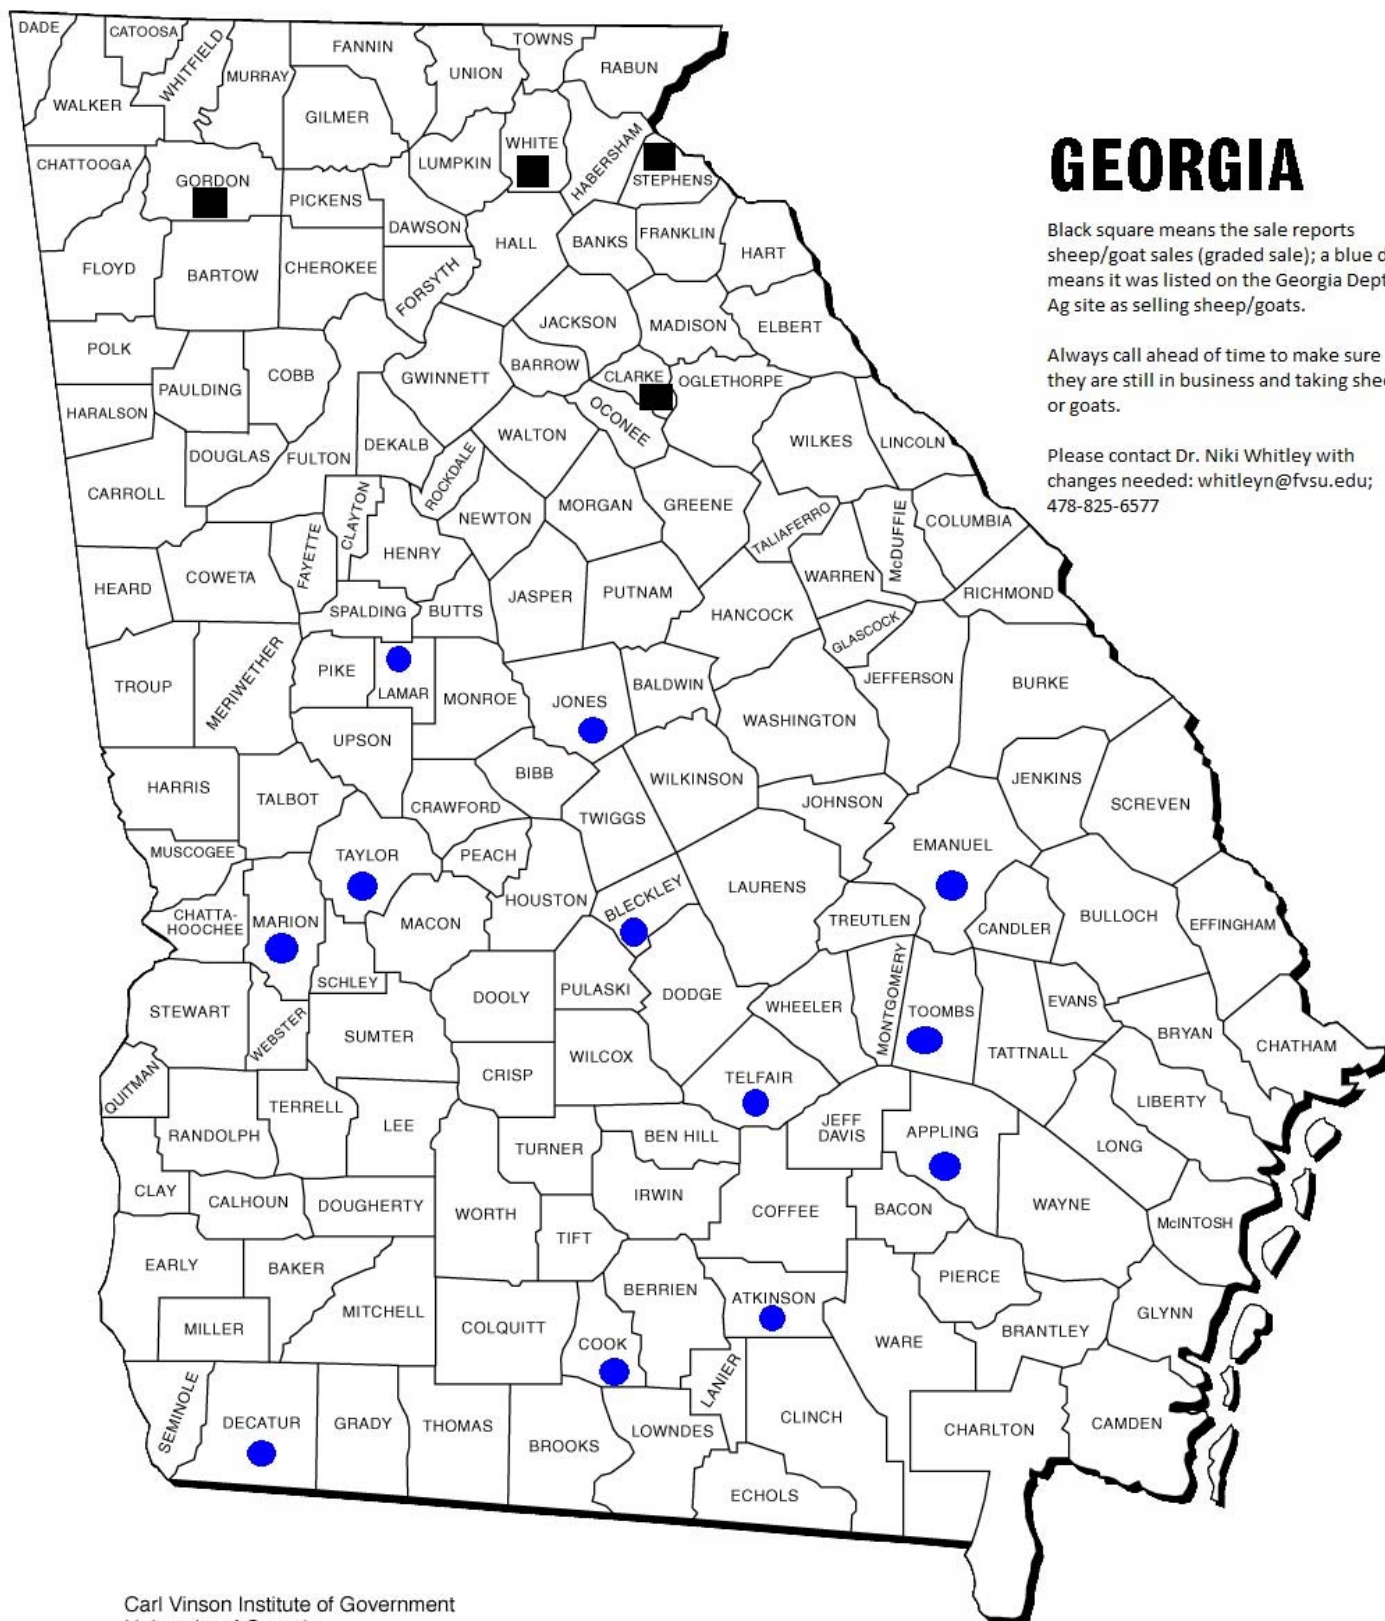 DADE
CATOOSA
WHITFIELD
MURRAY
FANNIN
UNION
TOWNS
RABUN
WALKER
GILMER
CHATTOOGA
GORDON
PICKENS
LUMPKIN
WHITE
HABERSHAM
STEPHENS
DAWSON
HALL
BANKS
FRANKLIN
HART
FLOYD
BARTOW
CHEROKEE
FORSYTH
JACKSON
MADISON
ELBERT
POLK
PAULDING
COBB
GWINNETT
BARROW
CLARKE
OGLETHORPE
HARALSON
OCONEE
DOUGLAS
FULTON
DEKALB
ROCKDALE
WALTON
WILKES
LINCOLN
CARROLL
CLAYTON
NEWTON
MORGAN
GREENE
TALIAFERRO
McDUFFIE
COLUMBIA
HEARD
COWETA
FAYETTE
HENRY
SPALDING
BUTTS
JASPER
PUTNAM
HANCOCK
WARREN
GLASCOCK
RICHMOND
TROUP
MERIWETHER
PIKE
LAMAR
MONROE
JONES
BALDWIN
WASHINGTON
JEFFERSON
BURKE
UPSON
HARRIS
TALBOT
CRAWFORD
BIBB
TWIGGS
WILKINSON
JOHNSON
JENKINS
SCREVEN
MUSCOGEE
TAYLOR
PEACH
HOUSTON
BLECKLEY
LAURENS
EMANUEL
TREUTLEN
CANDLER
BULLOCH
EFFINGHAM
CHATTA-
HOOCHEE
MARION
MACON
SCHLEY
DOOLY
PULASKI
DODGE
WHEELER
MONTGOMERY
TOOMBS
TATTNALL
EVANS
BRYAN
CHATHAM
STEWART
WEBSTER
SUMTER
CRISP
WILCOX
TELFAIR
LIBERTY
QUITMAN
RANDOLPH
TERRELL
LEE
TURNER
BEN HILL
JEFF
DAVIS
APPLING
LONG
CLAY
CALHOUN
DOUGHERTY
WORTH
TIFT
IRWIN
COFFEE
BACON
WAYNE
McINTOSH
EARLY
BAKER
MITCHELL
MILLER
COLQUITT
COOK
BERRIEN
ATKINSON
PIERCE
WARE
BRANTLEY
GLYNN
SEMINOLE
DECATUR
GRADY
THOMAS
BROOKS
LOWNDES
LANIER
CLINCH
ECHOLS
CHARLTON
CAMDEN
GEORGIA
Black square means the sale reports
sheep/goat sales (graded sale); a blue d
means it was listed on the Georgia Dept
Ag site as selling sheep/goats.
Always call ahead of time to make sure
they are still in business and taking shee
or goats.
Please contact Dr. Niki Whitley with
changes needed: whitleyn@fvsu.edu;
478-825-6577
Carl Vinson Institute of Government